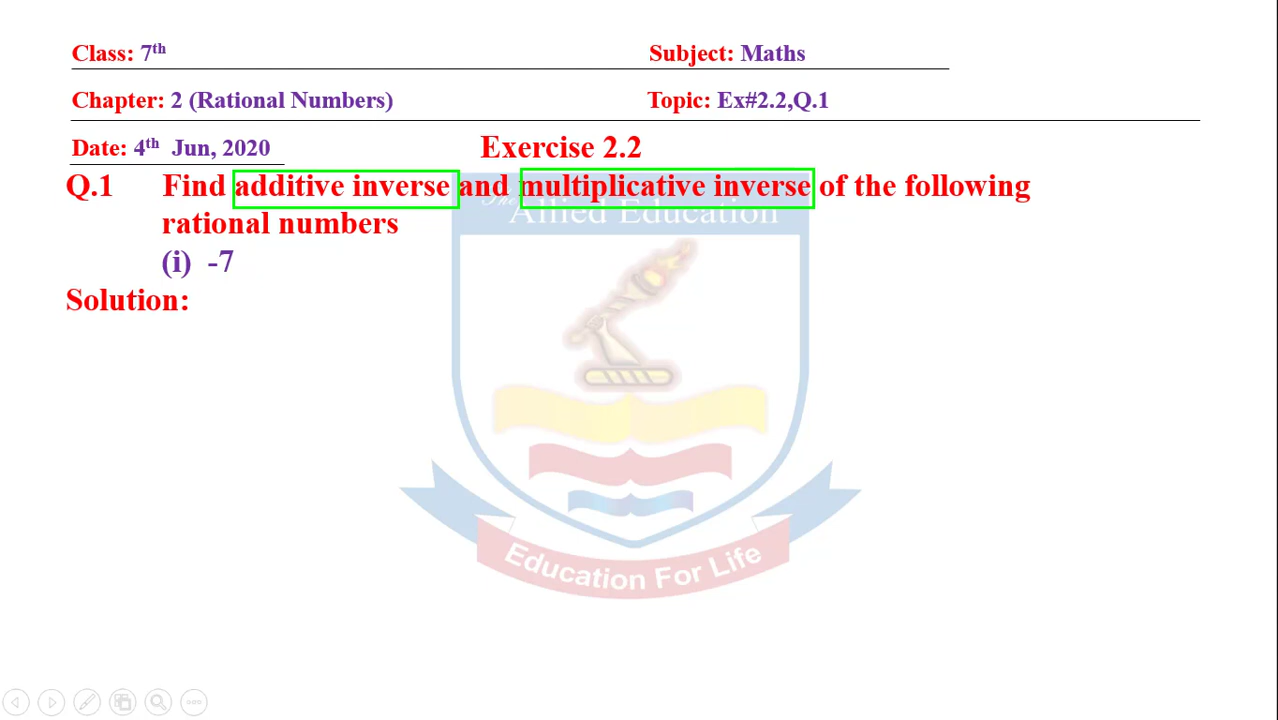 Class: 7th Subject: Maths
Chapter: 2 (Rational Numbers) Topic: Ex#2.2,Q.1
Date: 4th Jun, 2020 Exercise 2.2
Q.1 Find additive inverse and multiplicative inverse of the following
The Allied Education
rational numbers
(i) -7
Solution:
Education For Life